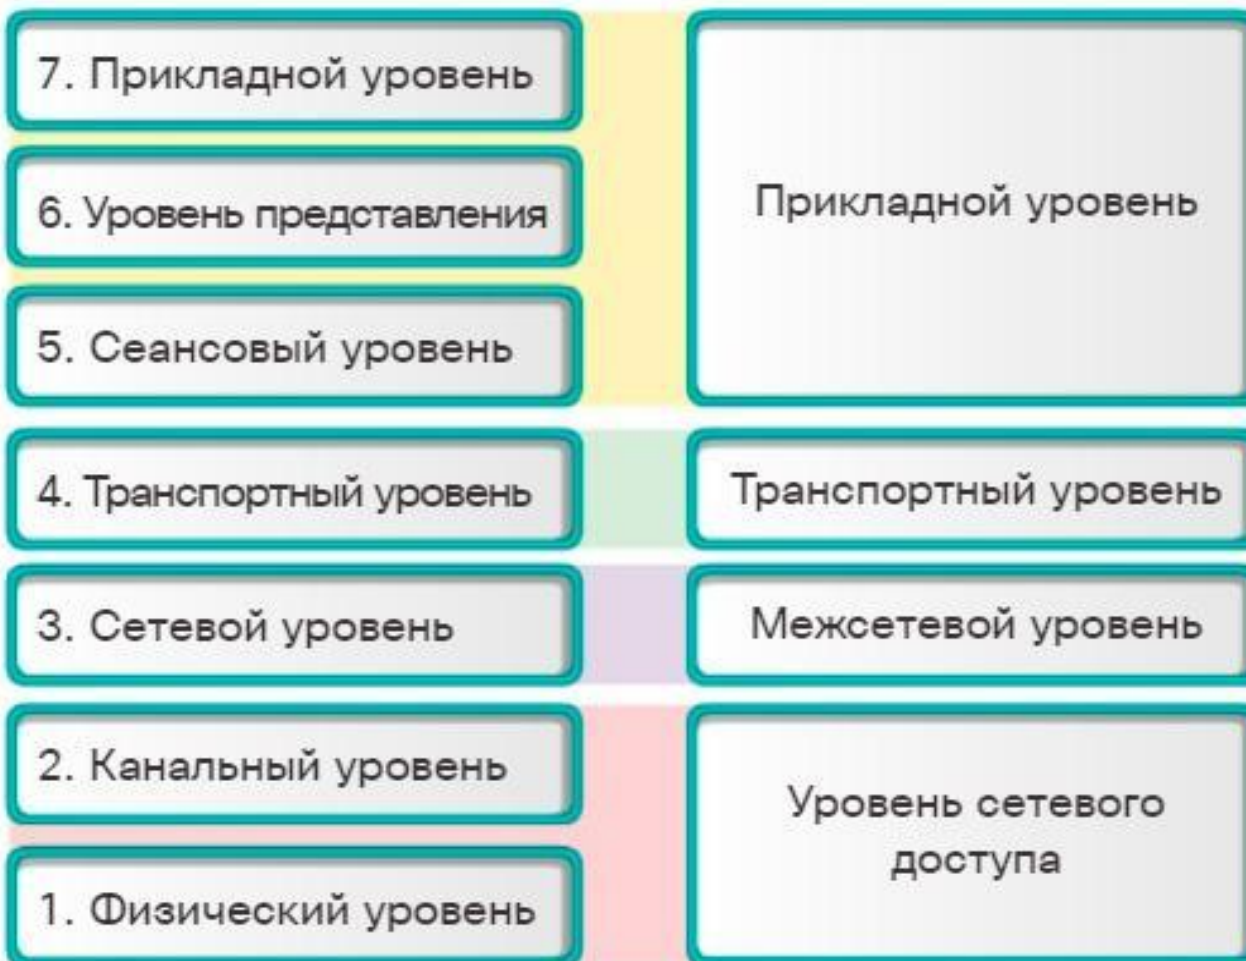 7. Прикладной уровень
6. Уровень представления
5. Сеансовый уровень
Прикладной уровень
4. Транспортный уровень
Транспортный уровень
3. Сетевой уровень
Межсетевой уровень
2. Канальный уровень
1. Физический уровень
Уровень сетевого
доступа